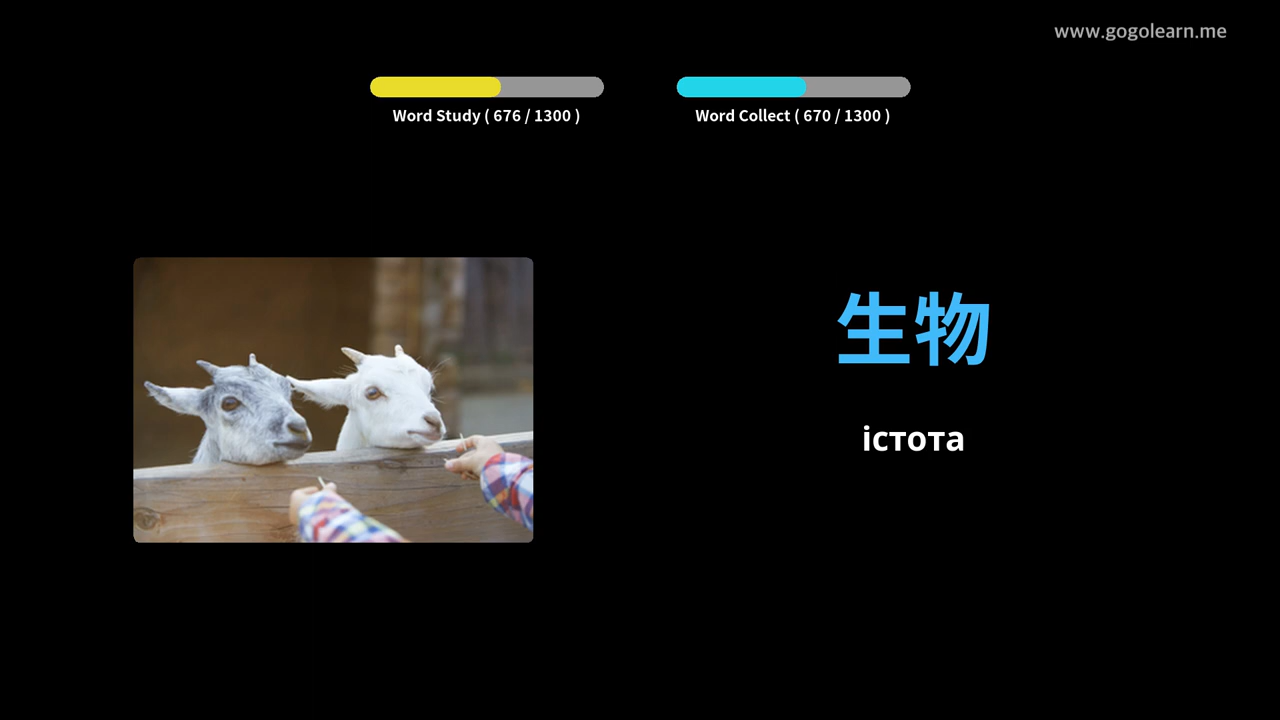 www.gogolearn.me
Word Study ( 676 / 1300 )
Word Collect ( 670 / 1300 )
生物
істота